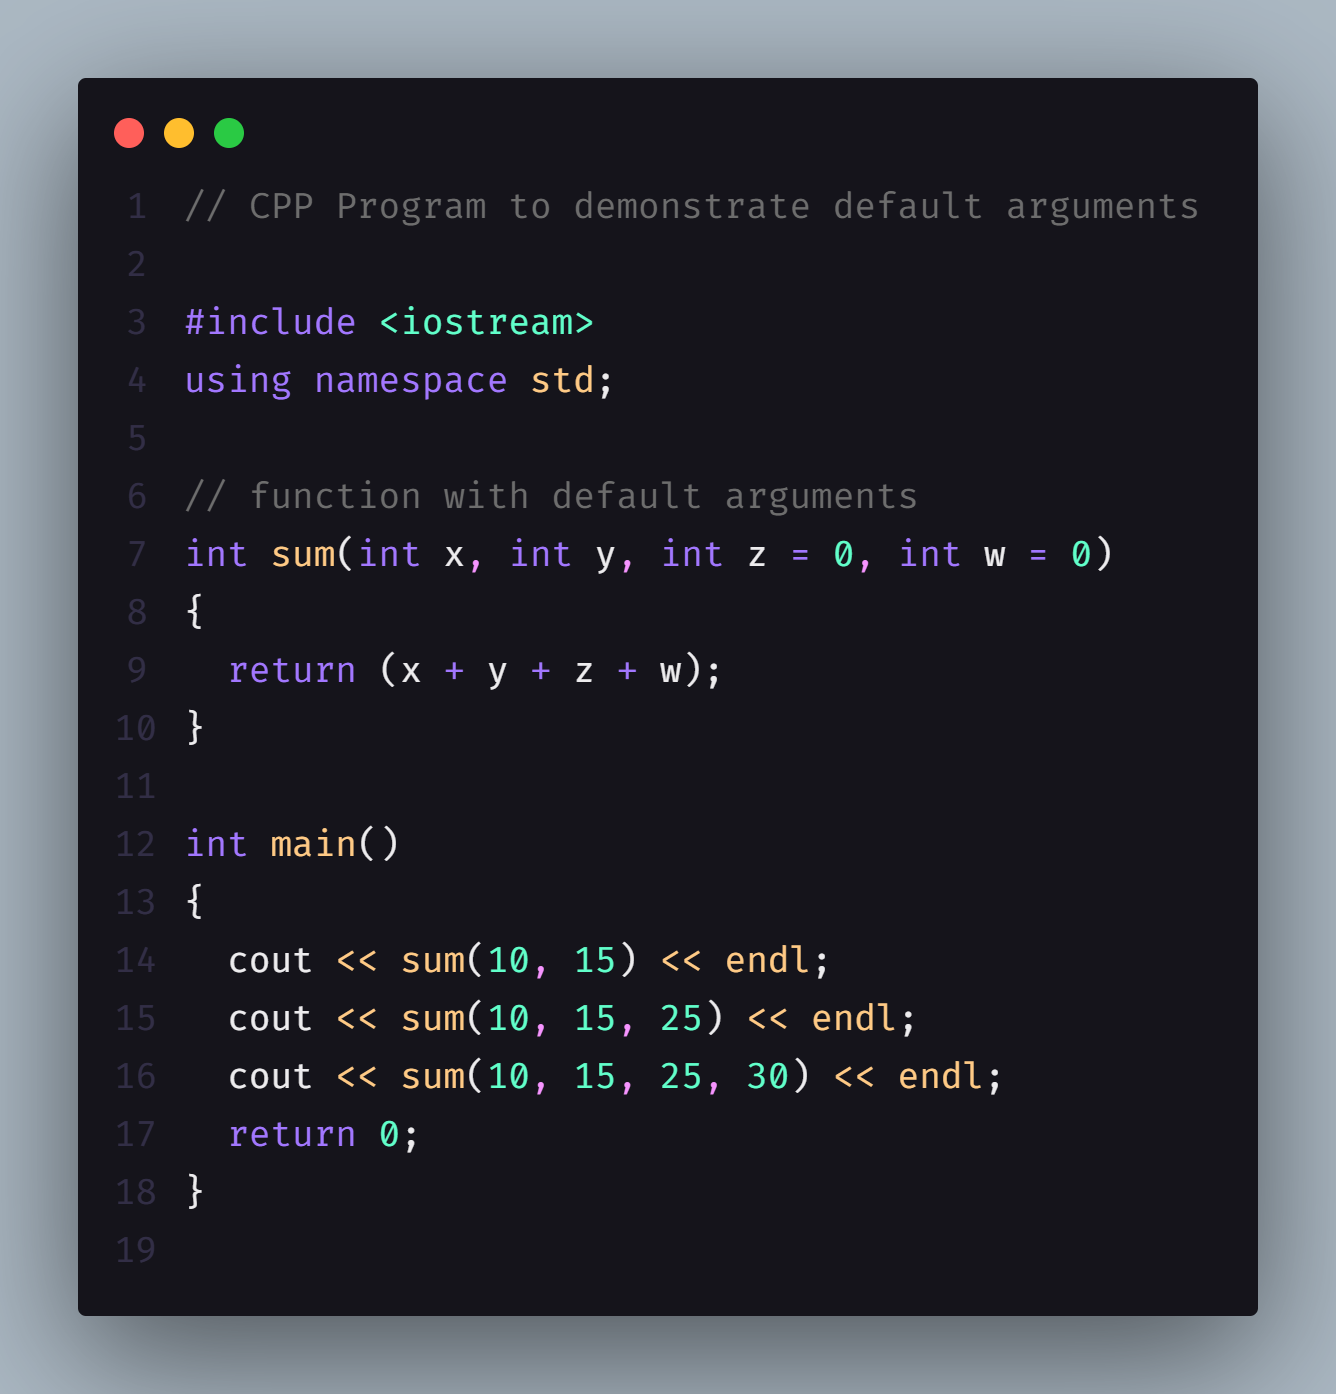 1 // CPP Program to demonstrate default arguments
2
3 #include <iostream>
4 using namespace std;
5
6 // function with default arguments
7 int sum(int x, int y, int z = 0, int w = 0)
8 {
9   return (x + y + z + w);
10 }
11
12 int main()
13 {
14   cout << sum(10, 15) << endl;
15   cout << sum(10, 15, 25) << endl;
16   cout << sum(10, 15, 25, 30) << endl;
17   return 0;
18 }
19